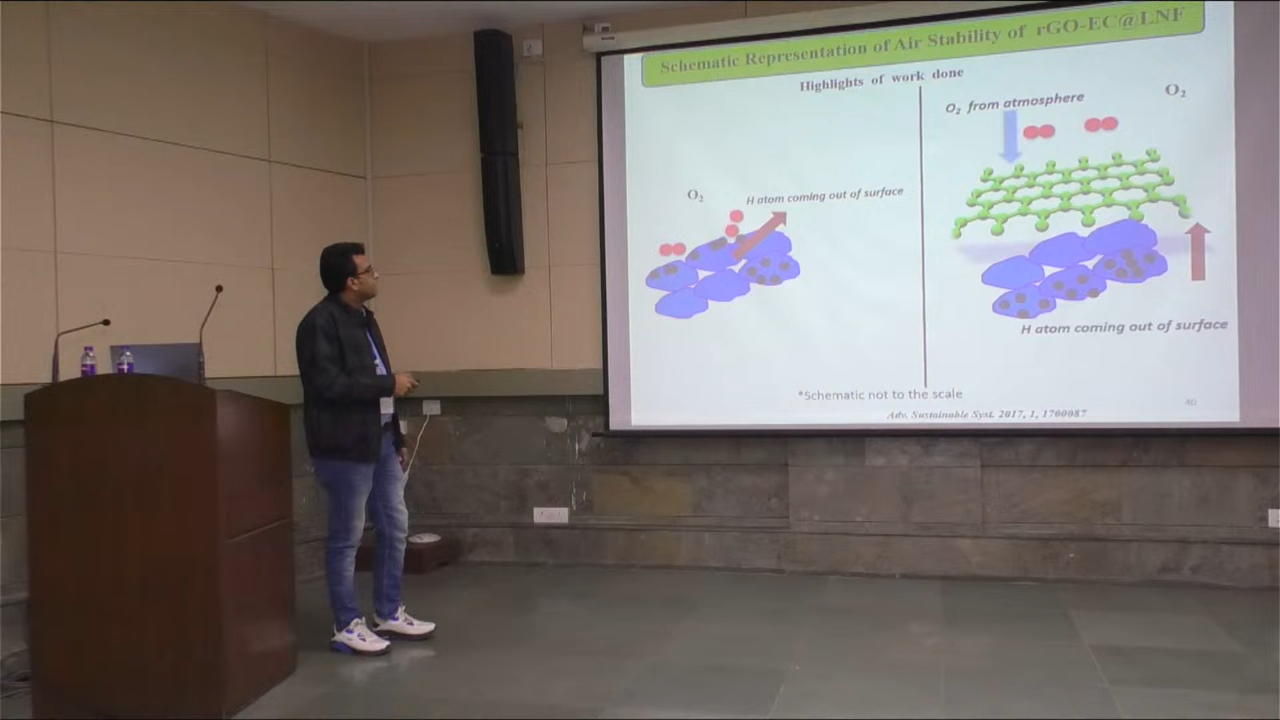 Schematic Representation of Air Stability of rGO-EC@LNF
Highlights of work done
O2
H atom coming out of surface
O2 from atmosphere
O2
H atom coming out of surface
*Schematic not to the scale
Adv. Sustainable Syst. 2017, 1, 1700087
40